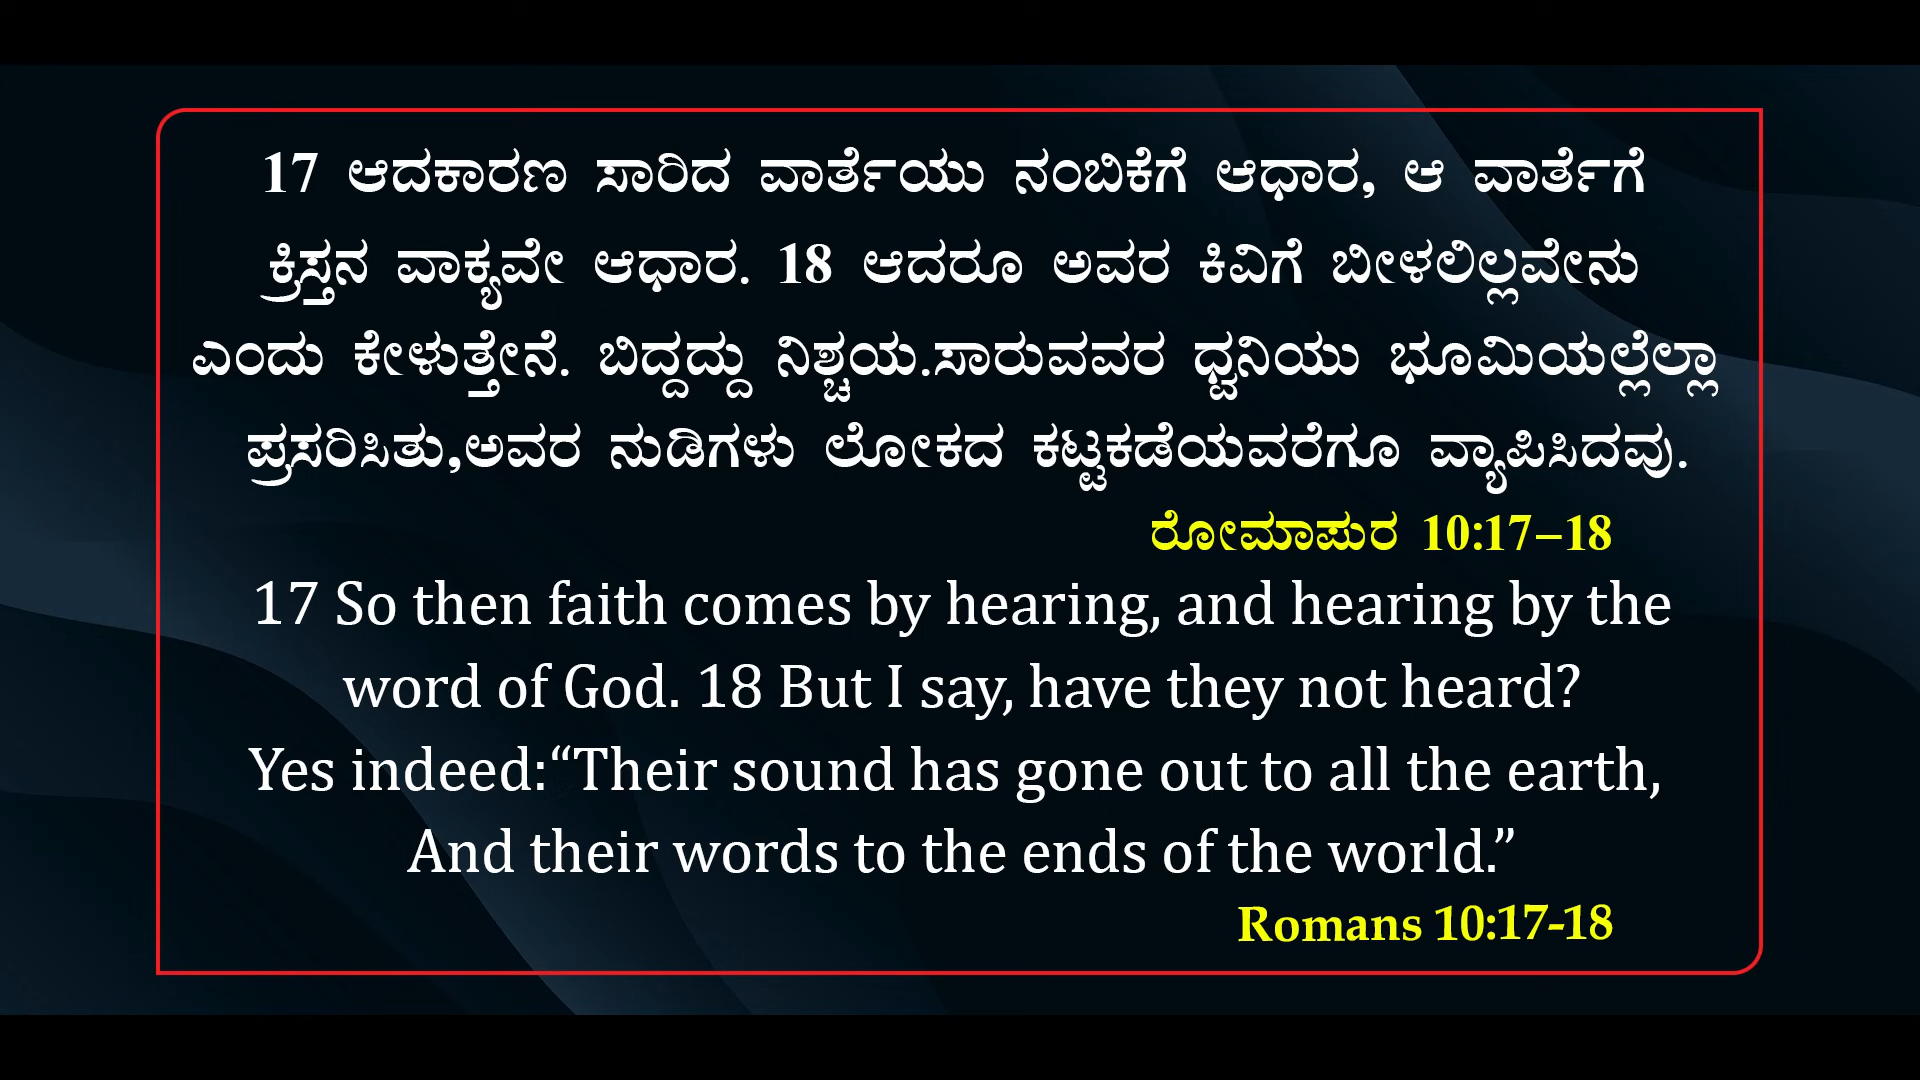 17 ಆದಕಾರಣ ಸಾರಿದ ವಾರ್ತೆಯು ನಂಬಿಕೆಗೆ ಆಧಾರ, ಆ ವಾರ್ತೆಗೆ
ಕ್ರಿಸ್ತನ ವಾಕ್ಯವೇ ಆಧಾರ. 18 ಆದರೂ ಅವರ ಕಿವಿಗೆ ಬೀಳಲಿಲ್ಲವೇನು
ಎಂದು ಕೇಳುತ್ತೇನೆ. ಬಿದ್ದದ್ದು ನಿಶ್ಚಯ.ಸಾರುವವರ ಧ್ವನಿಯು ಭೂಮಿಯಲ್ಲೆಲ್ಲಾ
ಪ್ರಸರಿಸಿತು,ಅವರ ನುಡಿಗಳು ಲೋಕದ ಕಟ್ಟಕಡೆಯವರೆಗೂ ವ್ಯಾಪಿಸಿದವು.
ರೋಮಾಪುರ 10:17–18
17 So then faith comes by hearing, and hearing by the
word of God. 18 But I say, have they not heard?
Yes indeed:“Their sound has gone out to all the earth,
And their words to the ends of the world.”
Romans 10:17-18